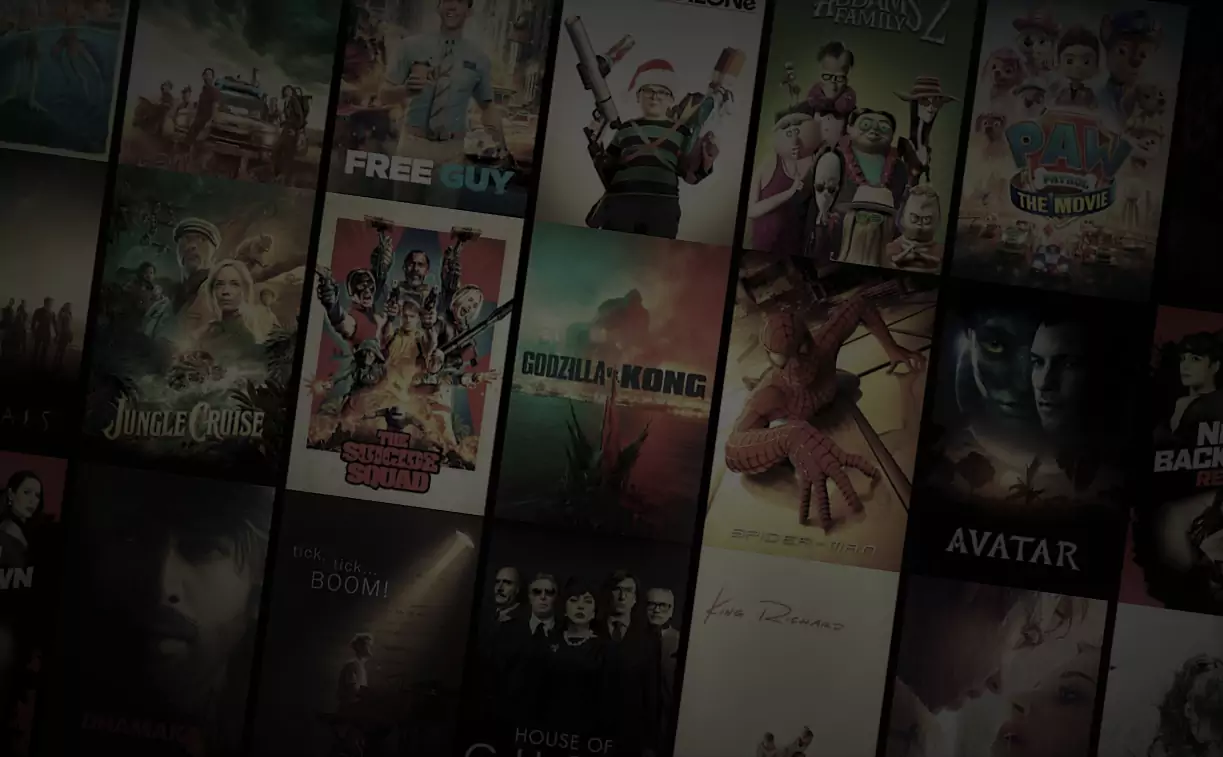 ADDAMS
FAMILY 2
FREE GUY
PAW
PATROL
THE MOVIE
JUNGLE CRUISE
THE
SUICIDE
SQUAD
GODZILLA vs KONG
SPIDER-MAN
AVATAR
BACK
tick, tick...
BOOM!
KING RICHARD
HOUSE OF